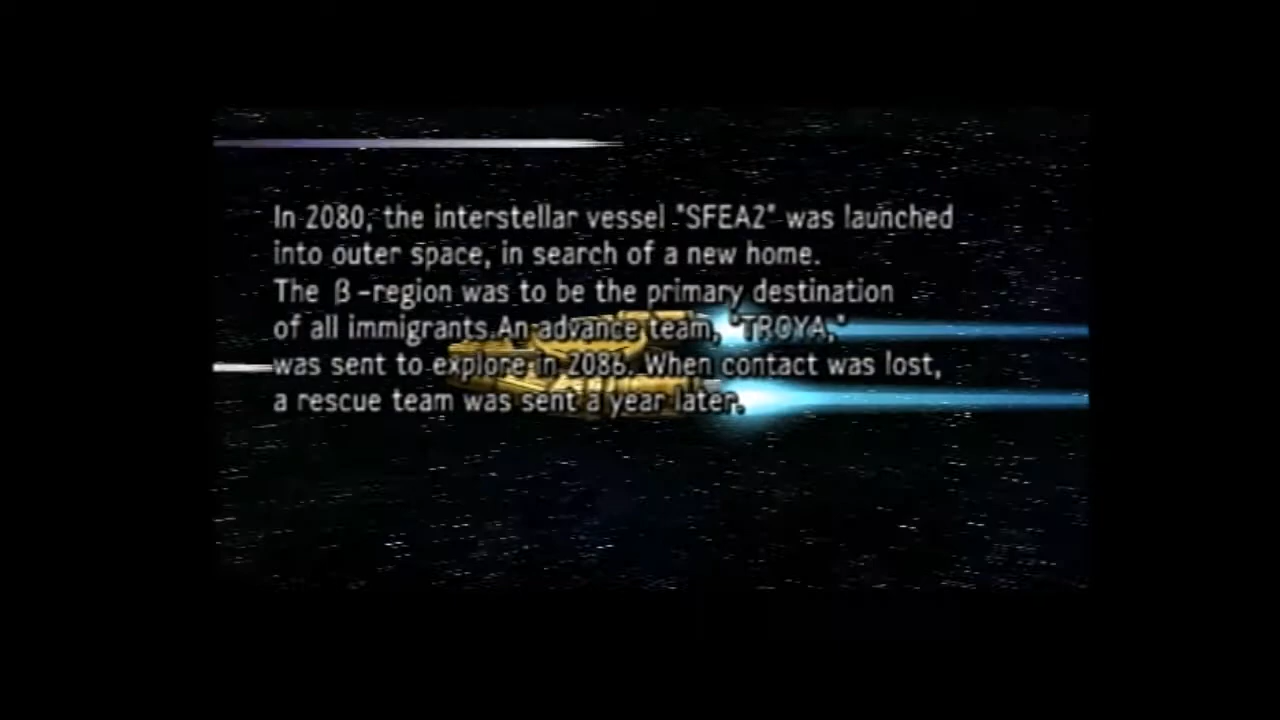 In 2080, the interstellar vessel "SFEA2" was launched
into outer space, in search of a new home.
The β-region was to be the primary destination
of all immigrants.An advance team, "TROYA,"
was sent to explore in 2086. When contact was lost,
a rescue team was sent a year later.